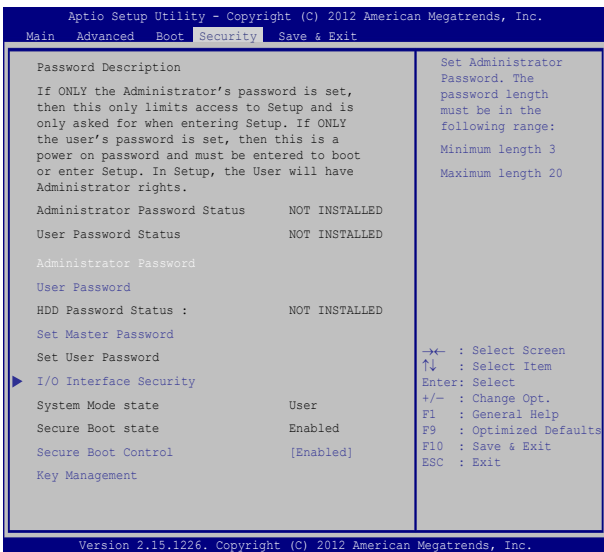 Aptio Setup Utility - Copyright (C) 2012 American Megatrends, Inc.
Main Advanced Boot Security Save & Exit
Password Description
If ONLY the Administrator's password is set,
then this only limits access to Setup and is
only asked for when entering Setup. If ONLY
the user's password is set, then this is a
power on password and must be entered to boot
or enter Setup. In Setup, the User will have
Administrator rights.
Administrator Password Status NOT INSTALLED
User Password Status NOT INSTALLED
Administrator Password
User Password
HDD Password Status : NOT INSTALLED
Set Master Password
Set User Password
I/O Interface Security
System Mode state User
Secure Boot state Enabled
Secure Boot Control [Enabled]
Key Management
Set Administrator
Password. The
password length
must be in the
following range:
Minimum length 3
Maximum length 20
→← : Select Screen
↑↓ : Select Item
Enter: Select
+/— : Change Opt.
F1 : General Help
F9 : Optimized Defaults
F10 : Save & Exit
ESC : Exit
Version 2.15.1226. Copyright (C) 2012 American Megatrends, Inc.